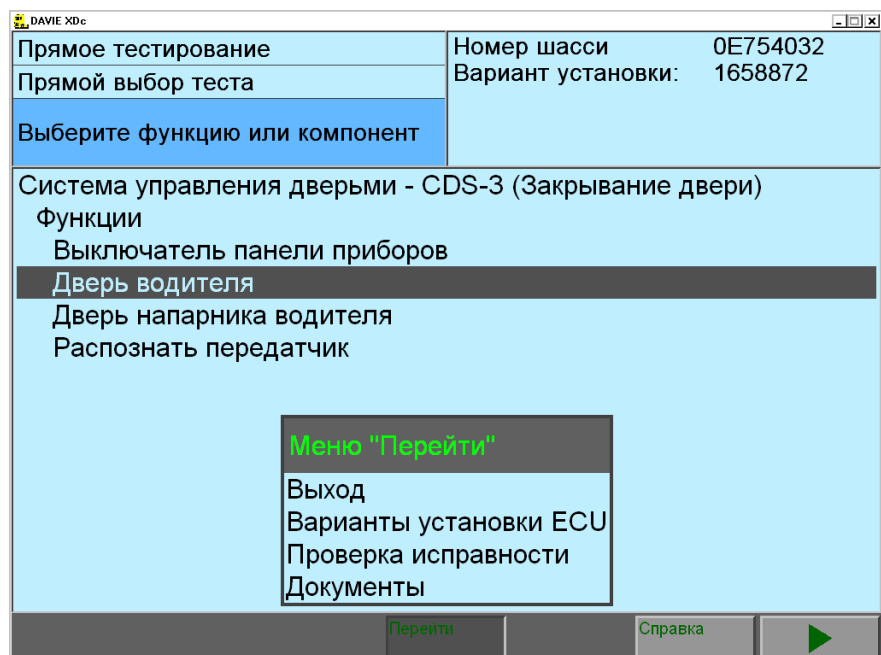 DAVIE XDc
Прямое тестирование
Прямой выбор теста
Выберите функцию или компонент
Номер шасси 0E754032
Вариант установки: 1658872
Система управления дверьми - CDS-3 (Закрывание двери)
Функции
Выключатель панели приборов
Дверь водителя
Дверь напарника водителя
Распознать передатчик
Меню "Перейти"
Выход
Варианты установки ECU
Проверка исправности
Документы
Перейти
Справка